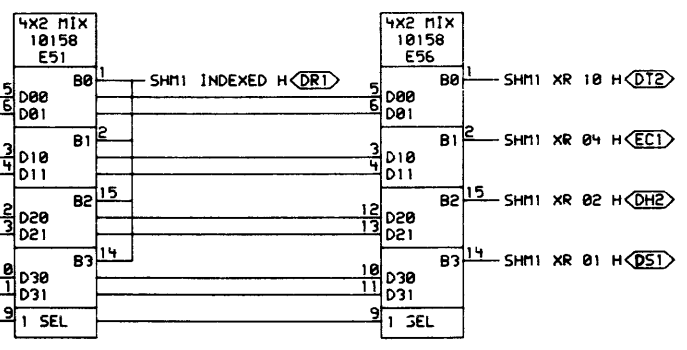 4X2 MIX 4X2 MIX
10158 10158
E51 E56
1 1
B0 SHM1 INDEXED H DR1 B0 SHM1 XR 10 H DT2
5 D00 5 D00
6 D01 6 D01
2 2
B1 B1 SHM1 XR 04 H EC1
3 D10 3 D10
4 D11 4 D11
15 15
B2 B2 SHM1 XR 02 H DH2
2 D20 12 D20
3 D21 13 D21
14 14
B3 B3 SHM1 XR 01 H DS1
0 D30 10 D30
1 D31 11 D31
9 1 SEL 9 1 SEL